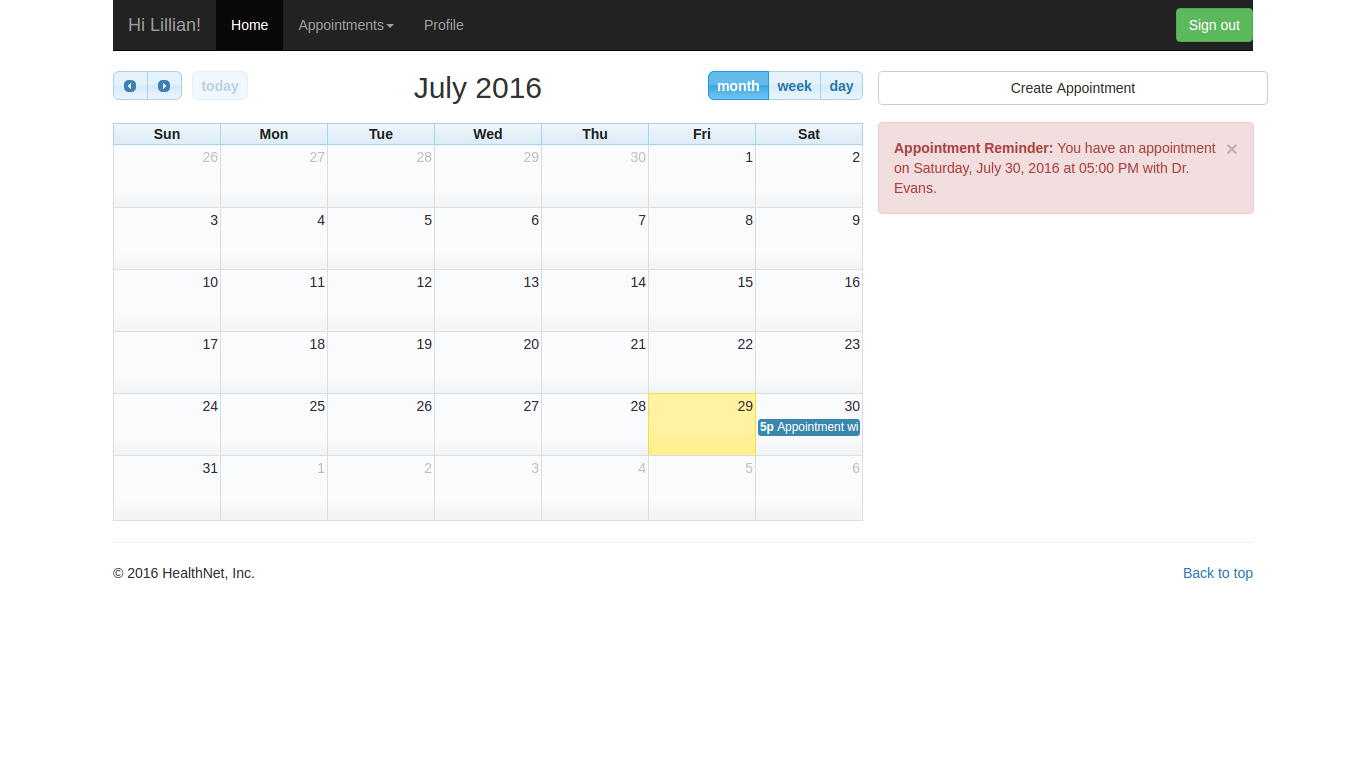 Hi Lillian! Home Appointments Profile Sign out
today July 2016 month week day Create Appointment
Sun Mon Tue Wed Thu Fri Sat
26 27 28 29 30 1 2
Appointment Reminder: You have an appointment ×
on Saturday, July 30, 2016 at 05:00 PM with Dr.
Evans.
3 4 5 6 7 8 9
10 11 12 13 14 15 16
17 18 19 20 21 22 23
24 25 26 27 28 29 30
5p Appointment wi
31 1 2 3 4 5 6
© 2016 HealthNet, Inc. Back to top